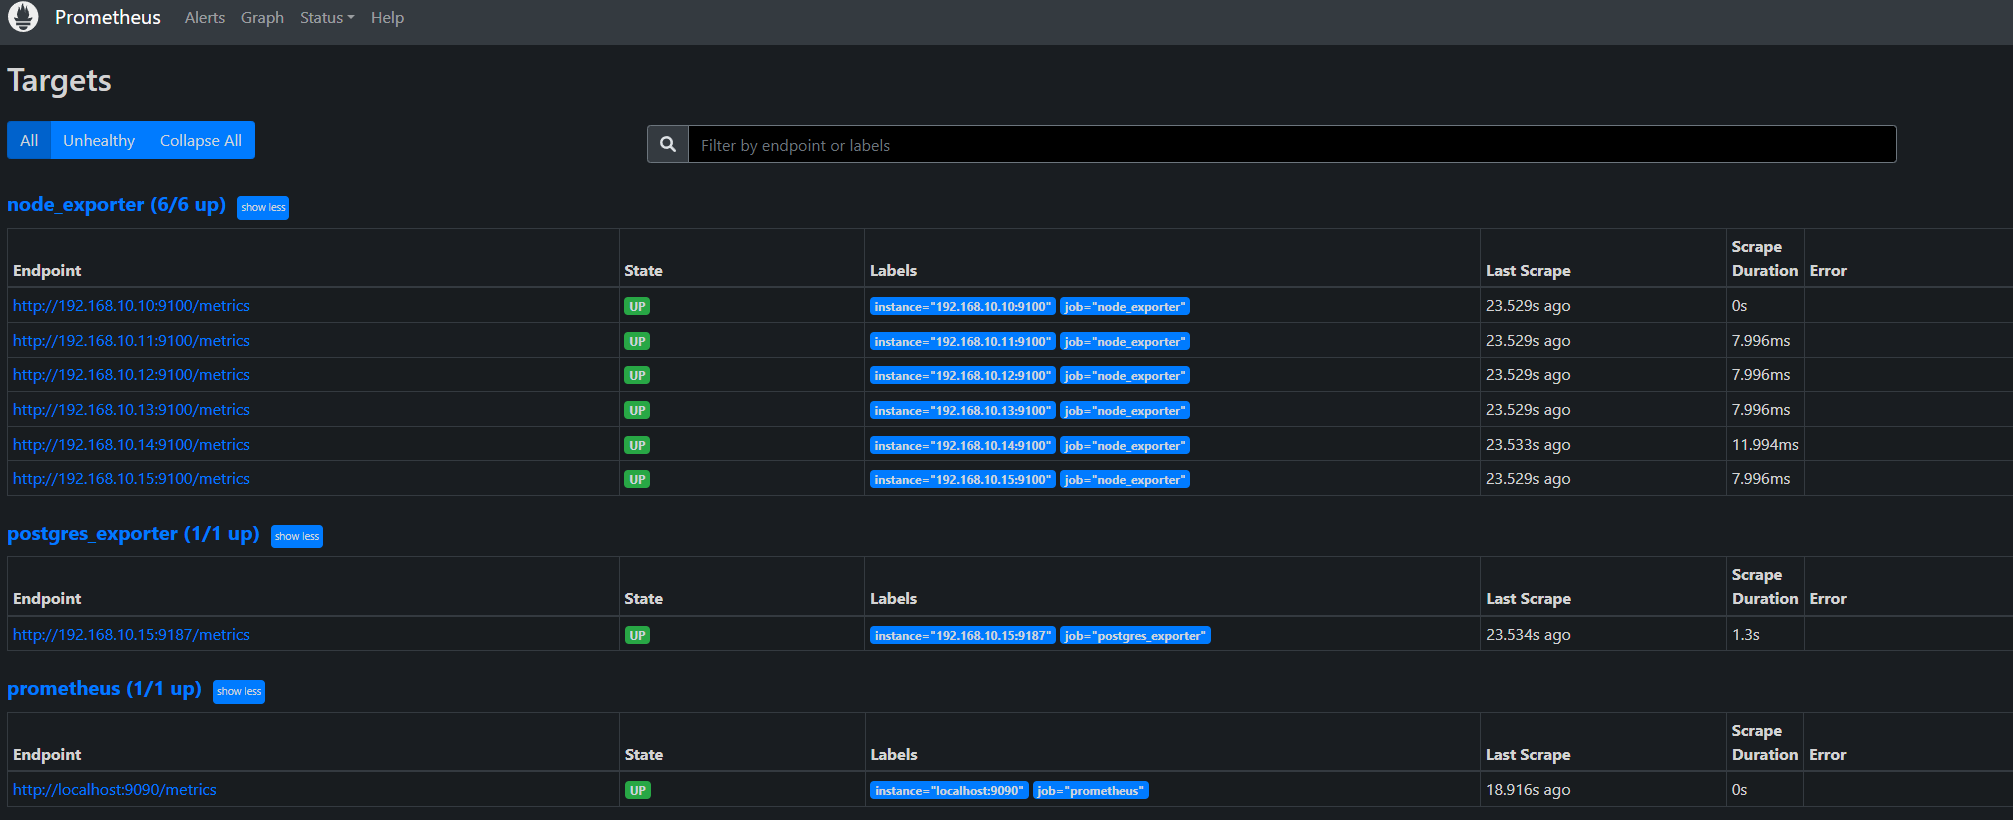 Prometheus Alerts Graph Status Help
Targets
All Unhealthy Collapse All Filter by endpoint or labels
node_exporter (6/6 up) show less
Endpoint State Labels Last Scrape Scrape Duration Error
http://192.168.10.10:9100/metrics UP instance="192.168.10.10:9100" job="node_exporter" 23.529s ago 0s
http://192.168.10.11:9100/metrics UP instance="192.168.10.11:9100" job="node_exporter" 23.529s ago 7.996ms
http://192.168.10.12:9100/metrics UP instance="192.168.10.12:9100" job="node_exporter" 23.529s ago 7.996ms
http://192.168.10.13:9100/metrics UP instance="192.168.10.13:9100" job="node_exporter" 23.529s ago 7.996ms
http://192.168.10.14:9100/metrics UP instance="192.168.10.14:9100" job="node_exporter" 23.533s ago 11.994ms
http://192.168.10.15:9100/metrics UP instance="192.168.10.15:9100" job="node_exporter" 23.529s ago 7.996ms
postgres_exporter (1/1 up) show less
Endpoint State Labels Last Scrape Scrape Duration Error
http://192.168.10.15:9187/metrics UP instance="192.168.10.15:9187" job="postgres_exporter" 23.534s ago 1.3s
prometheus (1/1 up) show less
Endpoint State Labels Last Scrape Scrape Duration Error
http://localhost:9090/metrics UP instance="localhost:9090" job="prometheus" 18.916s ago 0s